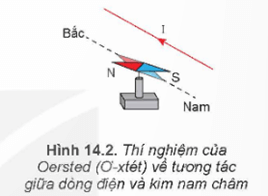 I
Bắc
N
S
Nam
Hình 14.2. Thí nghiệm của
Oersted (Ơ-xtét) về tương tác
giữa dòng điện và kim nam châm